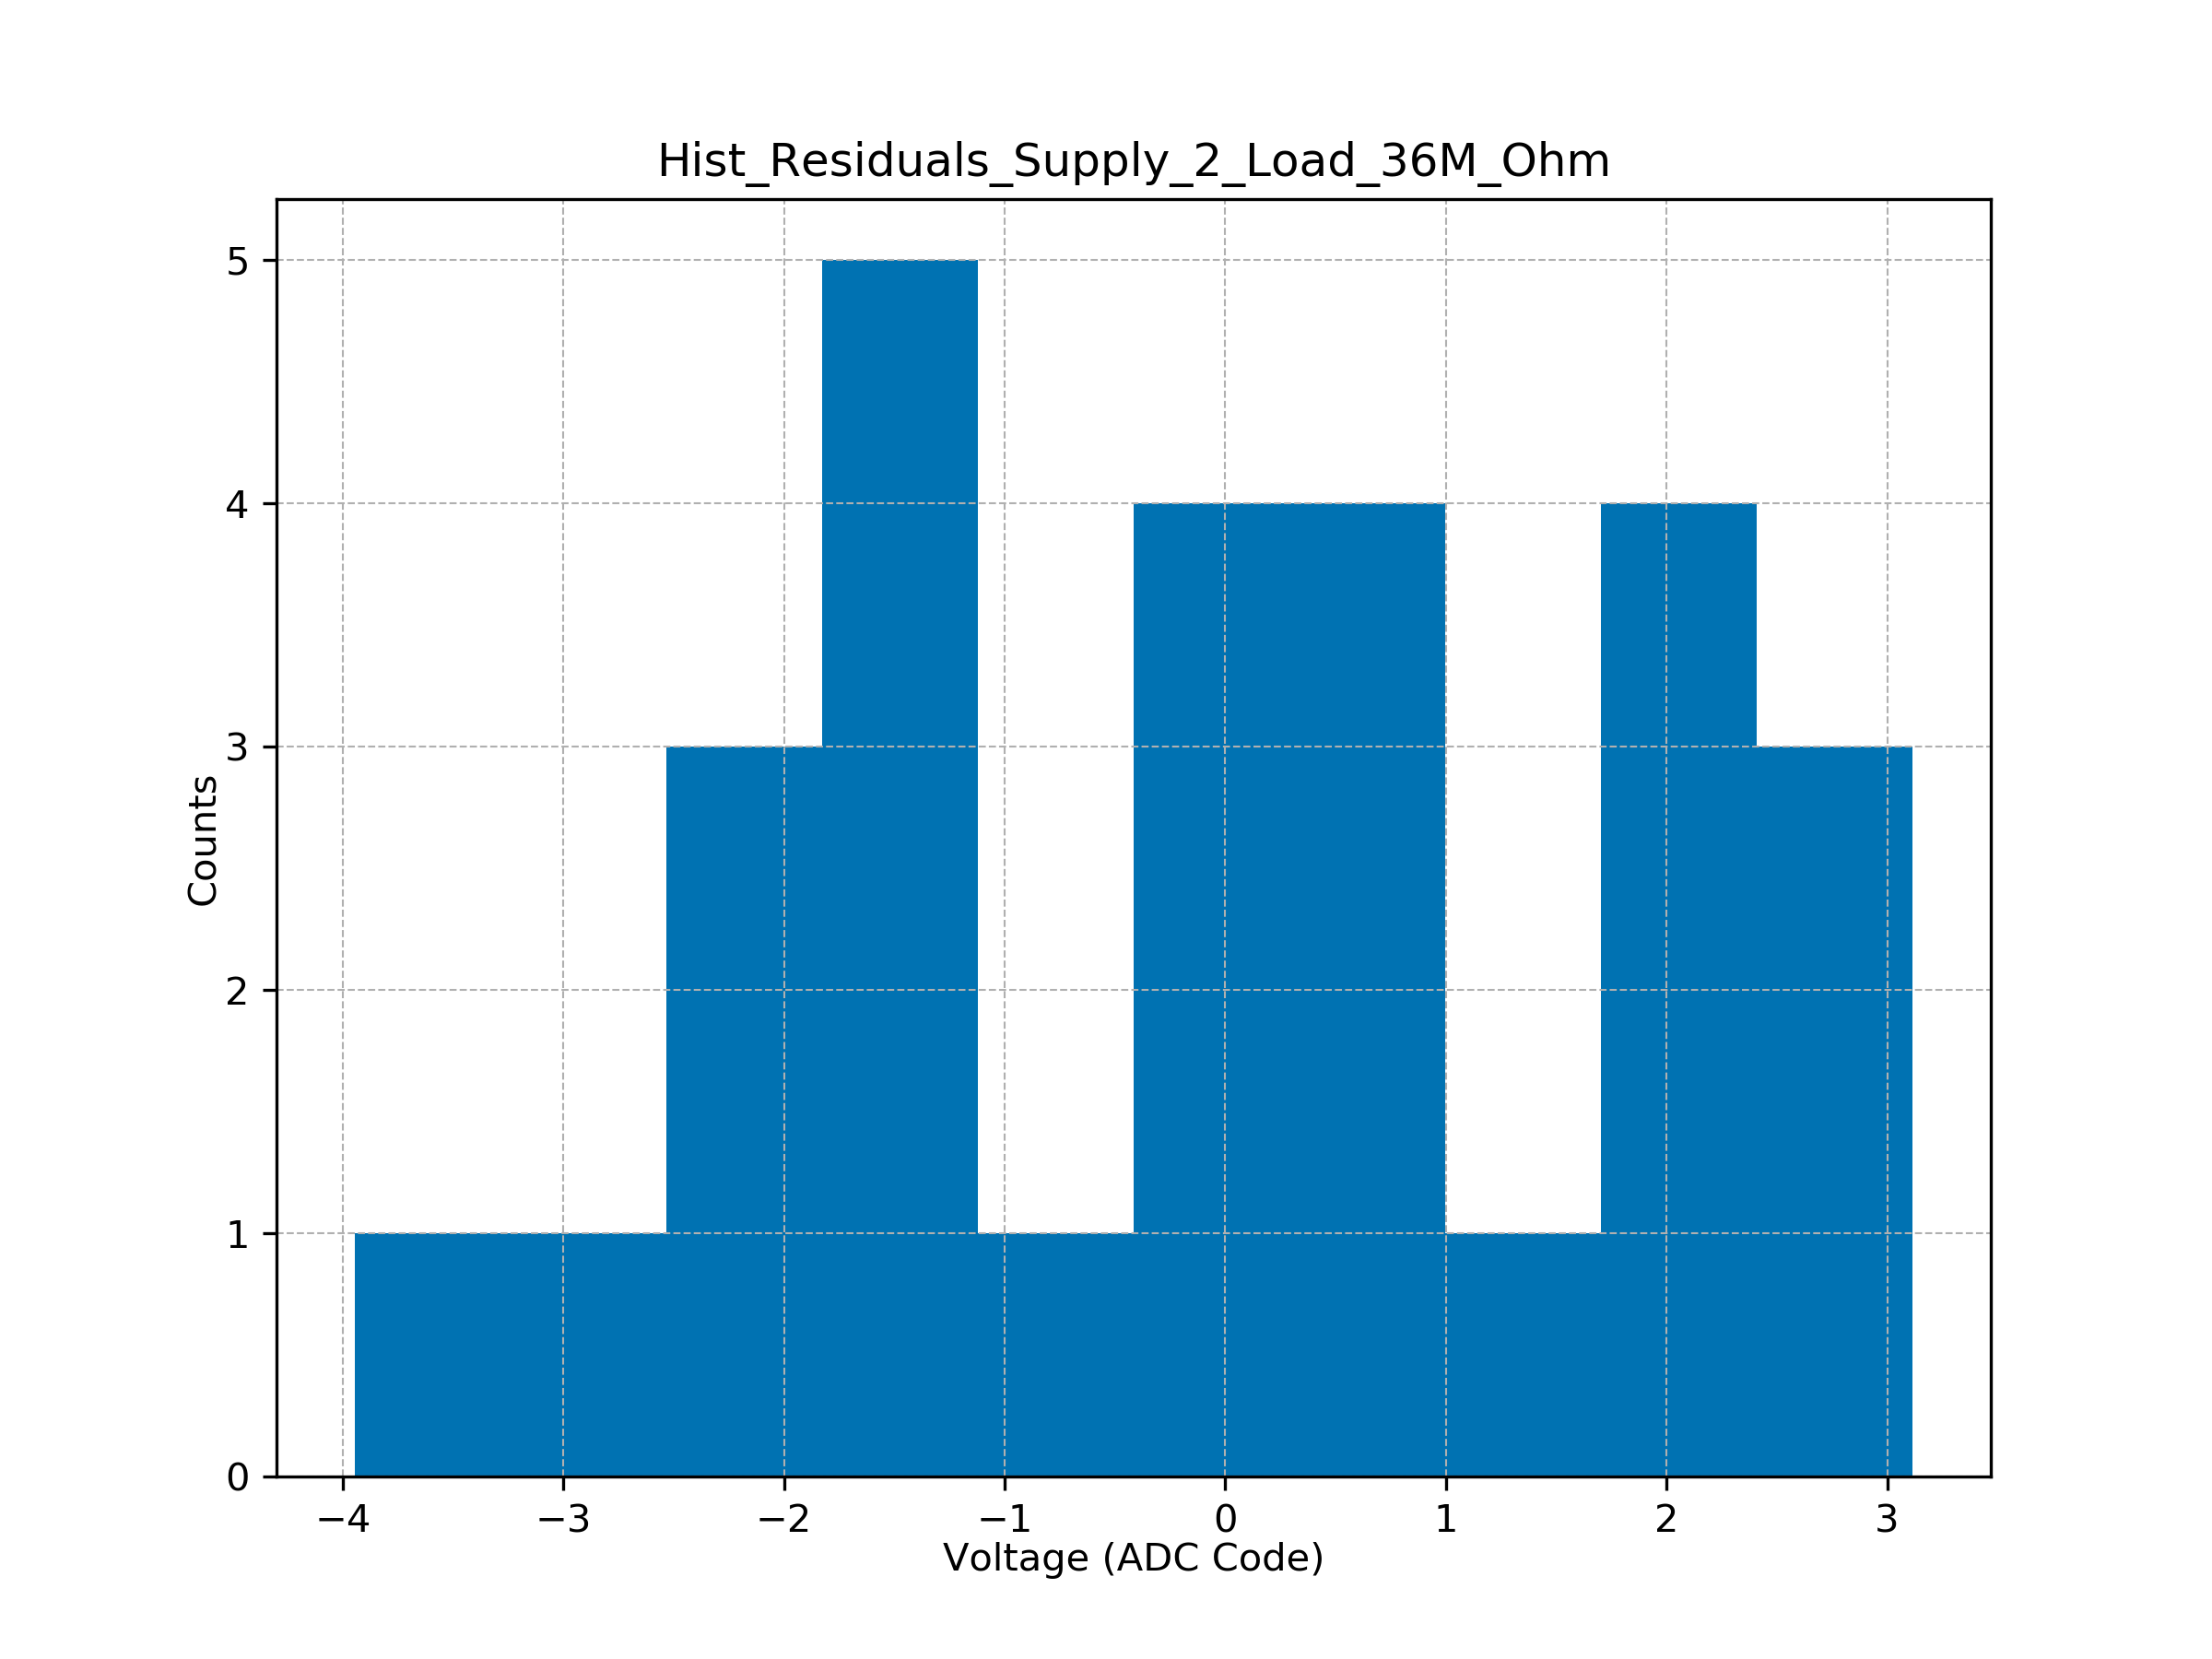 Hist_Residuals_Supply_2_Load_36M_Ohm
5
4
3
2
1
0
Counts
−4 −3 −2 −1 0 1 2 3
Voltage (ADC Code)